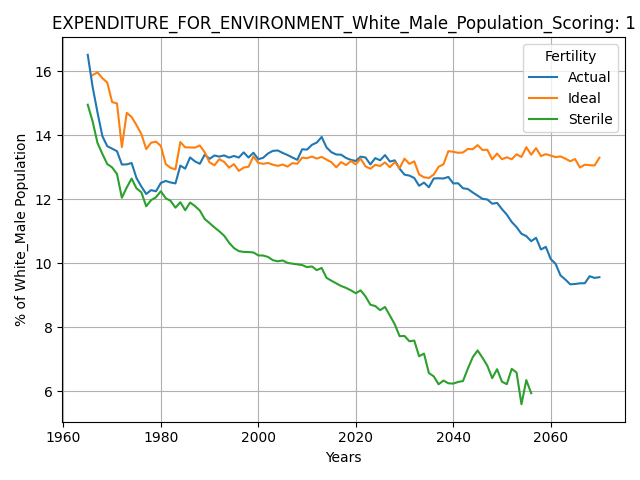 EXPENDITURE_FOR_ENVIRONMENT_White_Male_Population_Scoring: 1
Fertility
Actual
Ideal
Sterile
% of White_Male Population
16
14
12
10
8
6
1960 1980 2000 2020 2040 2060
Years